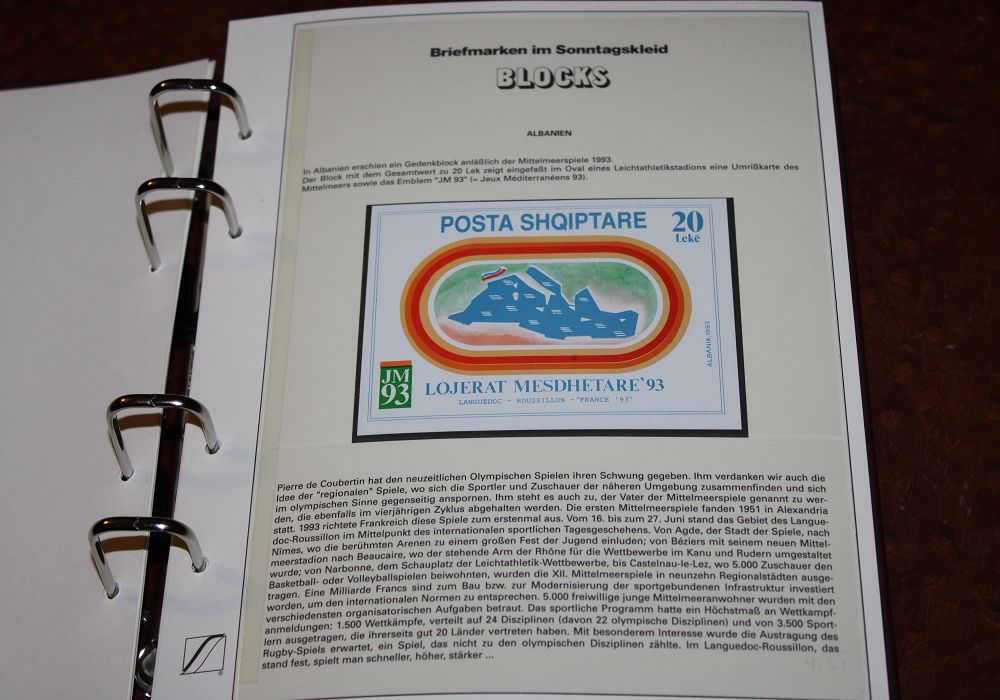 Briefmarken im Sonntagskleid
BLOCKS
ALBANIEN
In Albanien erschien ein Gedenkblock anläßlich der Mittelmeerspiele 1993.
Der Block mit dem Gesamtwert zu 20 Lek zeigt eingefaßt im Oval eines Leichtathletikstadions eine Umrißkarte des
Mittelmeers sowie das Emblem "JM 93" (= Jeux Méditerranéens 93).
POSTA SHQIPTARE
20
Lekë
ALBANIA,1993
JM
93
LOJERAT MESDHETARE'93
LANGUEDOC - ROUSSILLON -"FRANCE '93"
Pierre de Coubertin hat den neuzeitlichen Olympischen Spielen ihren Schwung gegeben. Ihm verdanken wir auch die
Idee der "regionalen" Spiele, wo sich die Sportler und Zuschauer der näheren Umgebung zusammenfinden und sich
im olympischen Sinne gegenseitig anspornen. Ihm steht es auch zu, der Vater der Mittelmeerspiele genannt zu wer-
den, die ebenfalls im vierjährigen Zyklus abgehalten werden. Die ersten Mittelmeerspiele fanden 1951 in Alexandria
statt. 1993 richtete Frankreich diese Spiele zum erstenmal aus. Vom 16. bis zum 27. Juni stand das Gebiet des Langue-
doc-Roussillon im Mittelpunkt des internationalen sportlichen Tagesgeschehens. Von Agde, der Stadt der Spiele, nach
Nîmes, wo die berühmten Arenen zu einem großen Fest der Jugend einluden; von Béziers mit seinem neuen Mittel-
meerstadion nach Beaucaire, wo der stehende Arm der Rhône für die Wettbewerbe im Kanu und Rudern umgestaltet
wurde; von Narbonne, dem Schauplatz der Leichtathletik-Wettbewerbe, bis Castelnau-le-Lez, wo 5.000 Zuschauer den
Basketball- oder Volleyballspielen beiwohnten, wurden die XII. Mittelmeerspiele in neunzehn Regionalstädten ausge-
tragen. Eine Milliarde Francs sind zum Bau bzw. zur Modernisierung der sportgebundenen Infrastruktur investiert
worden, um den internationalen Normen zu entsprechen. 5.000 freiwillige junge Mittelmeeranwohner wurden mit den
verschiedensten organisatorischen Aufgaben betraut. Das sportliche Programm hatte ein Höchstmaß an Wettkampf-
anmeldungen: 1.500 Wettkämpfe, verteilt auf 24 Disziplinen (davon 22 olympische Disziplinen) und von 3.500 Sport-
lern ausgetragen, die ihrerseits gut 20 Länder vertreten haben. Mit besonderem Interesse wurde die Austragung des
Rugby-Spiels erwartet, ein Spiel, das nicht zu den olympischen Disziplinen zählte. Im Languedoc-Roussillon, das
stand fest, spielt man schneller, höher, stärker ...